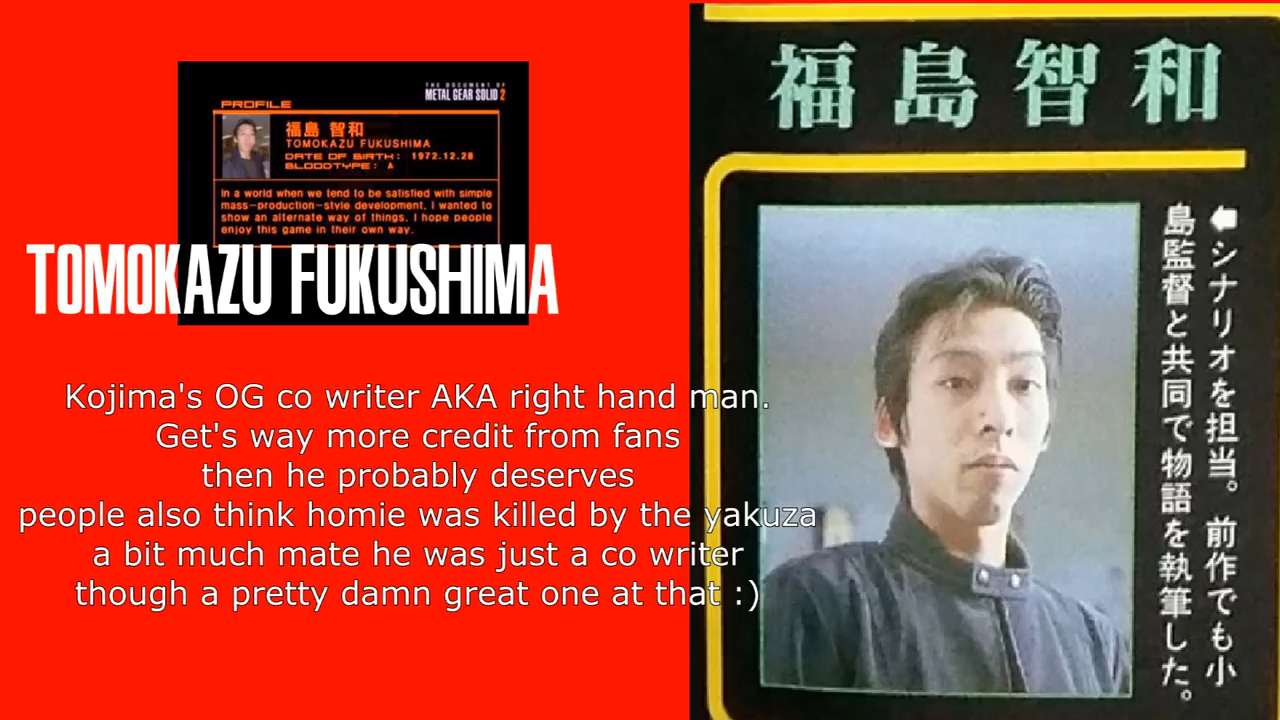 THE DOCUMENT OF
METAL GEAR SOLID 2
PROFILE
福島 智和
TOMOKAZU FUKUSHIMA
DATE OF BIRTH: 1972.12.28
BLOODTYPE: A
In a world when we tend to be satisfied with simple
mass-production-style development, I wanted to
show an alternate way of things. I hope people
enjoy this game in their own way.
TOMOKAZU FUKUSHIMA
Kojima's OG co writer AKA right hand man.
Get's way more credit from fans
then he probably deserves
people also think homie was killed by the yakuza
a bit much mate he was just a co writer
though a pretty damn great one at that :)
福島智和
⬅シナリオを担当。前作でも小
島監督と共同で物語を執筆した。